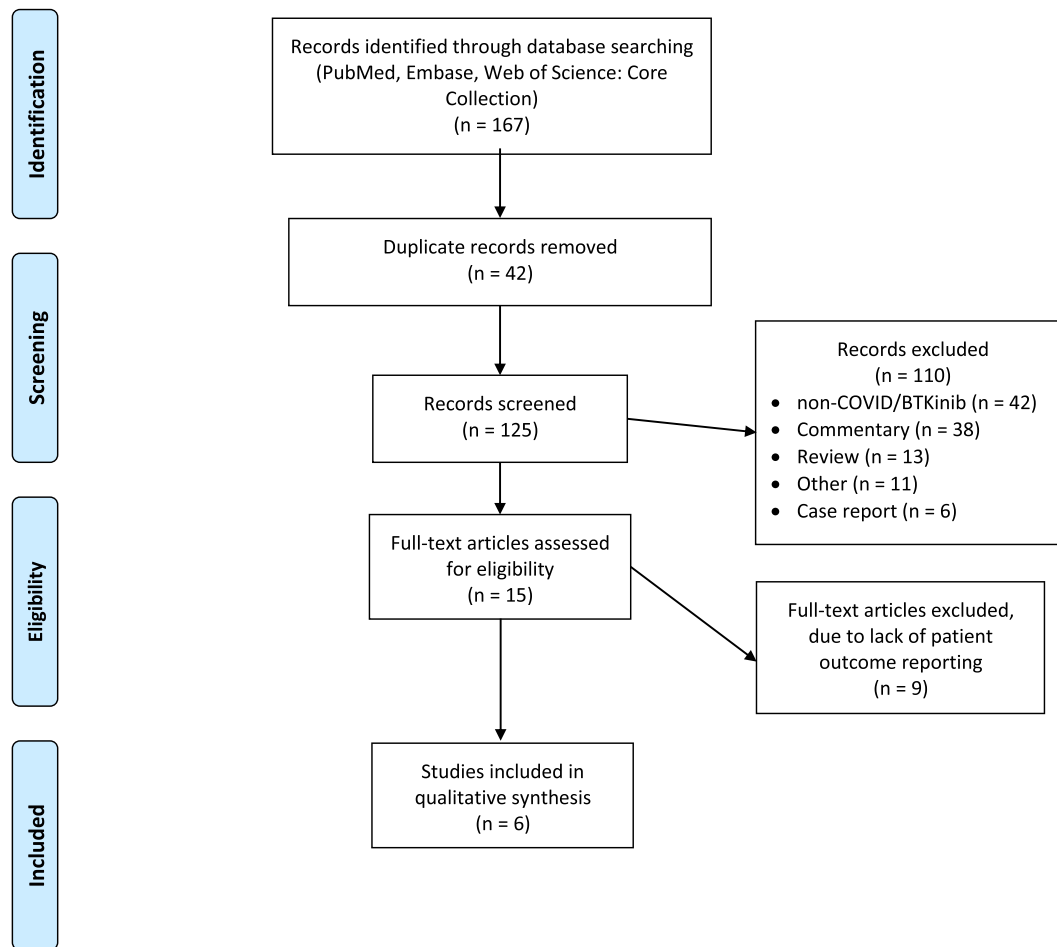 Identification
Records identified through database searching
(PubMed, Embase, Web of Science: Core
Collection)
(n = 167)
Duplicate records removed
(n = 42)
Screening
Records screened
(n = 125)
Records excluded
(n = 110)
• non-COVID/BTKinib (n = 42)
• Commentary (n = 38)
• Review (n = 13)
• Other (n = 11)
• Case report (n = 6)
Eligibility
Full-text articles assessed
for eligibility
(n = 15)
Full-text articles excluded,
due to lack of patient
outcome reporting
(n = 9)
Included
Studies included in
qualitative synthesis
(n = 6)